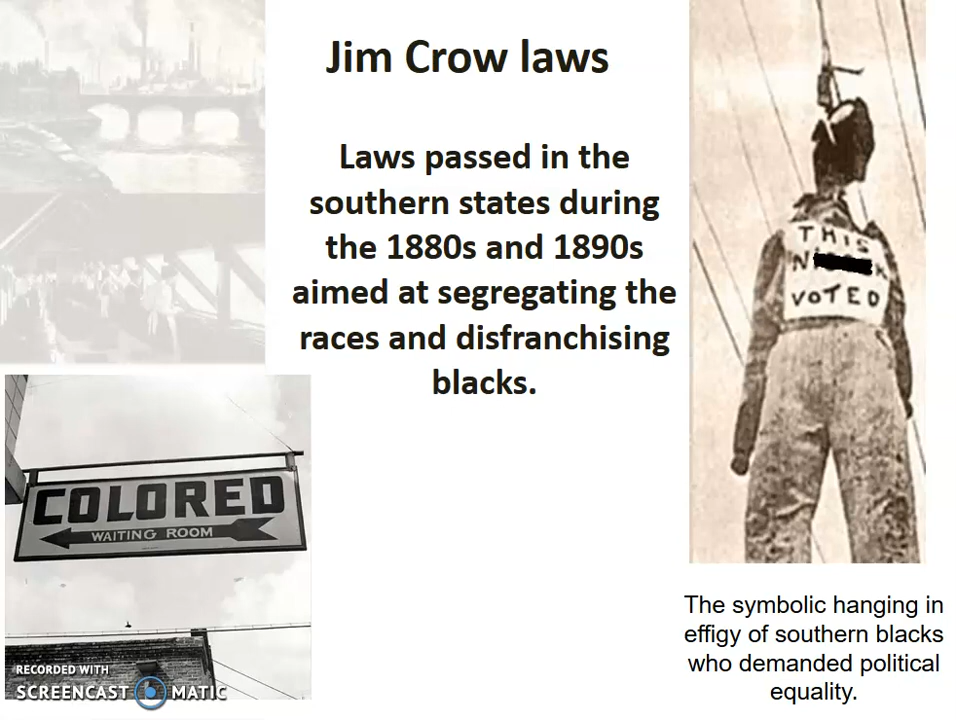 Jim Crow laws
Laws passed in the
southern states during
the 1880s and 1890s
aimed at segregating the
races and disfranchising
blacks.
THIS
VOTED
COLORED
WAITING ROOM
The symbolic hanging in
effigy of southern blacks
who demanded political
equality.
RECORDED WITH
SCREENCAST MATIC